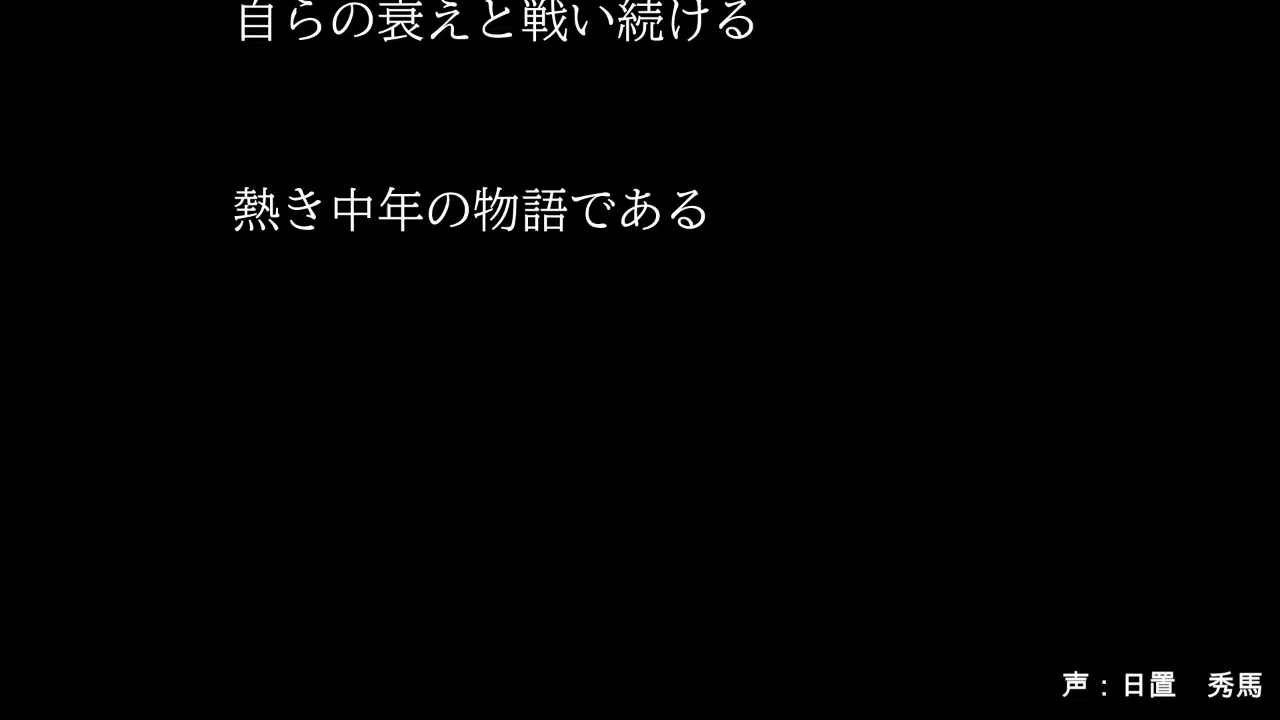 自らの衰えと戦い続ける
熱き中年の物語である
声：日置　秀馬